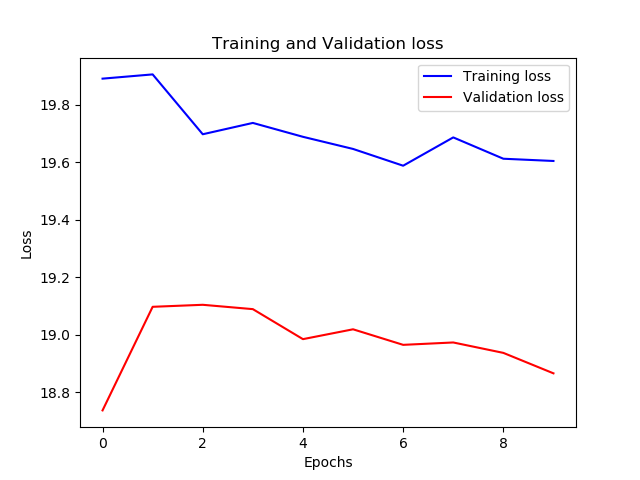 Training and Validation loss
Training loss
Validation loss
19.8
19.6
19.4
19.2
19.0
18.8
Loss
0 2 4 6 8
Epochs